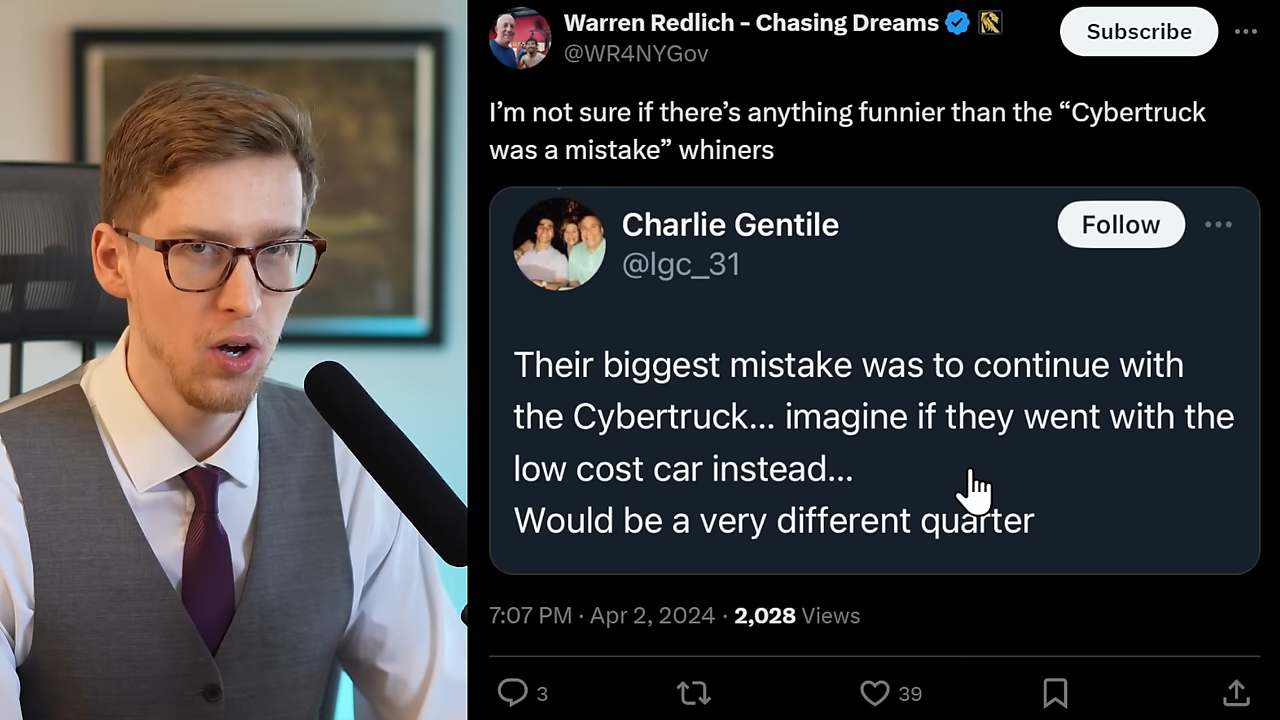 Warren Redlich - Chasing Dreams
@WR4NYGov
Subscribe
I’m not sure if there’s anything funnier than the “Cybertruck
was a mistake” whiners
Charlie Gentile
@lgc_31
Follow
Their biggest mistake was to continue with
the Cybertruck... imagine if they went with the
low cost car instead...
Would be a very different quarter
7:07 PM · Apr 2, 2024 · 2,028 Views
3
39